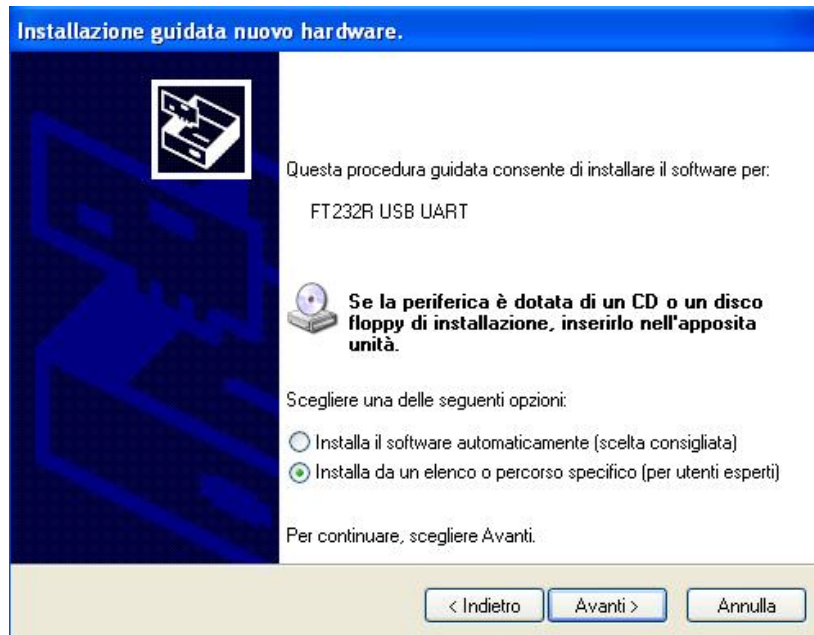 Installazione guidata nuovo hardware.
Questa procedura guidata consente di installare il software per:
FT232R USB UART
Se la periferica è dotata di un CD o un disco
floppy di installazione, inserirlo nell'apposita
unità.
Scegliere una delle seguenti opzioni:
Installa il software automaticamente (scelta consigliata)
Installa da un elenco o percorso specifico (per utenti esperti)
Per continuare, scegliere Avanti.
< Indietro Avanti > Annulla